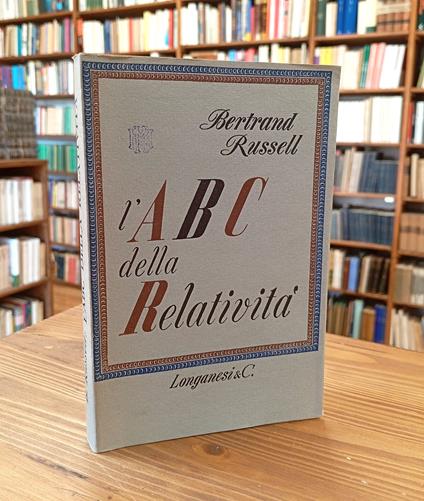 Bertrand
Russell
l'ABC
della
Relatività
Longanesi & C.